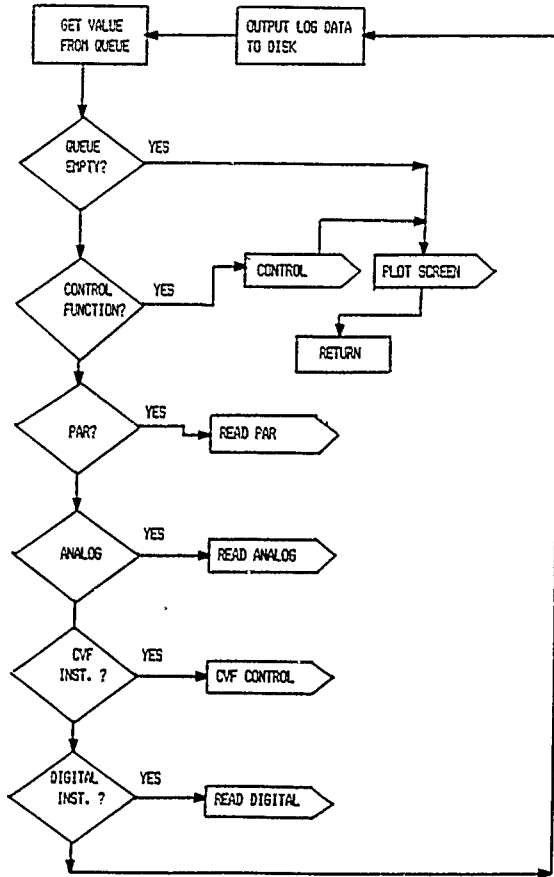 GET VALUE
FROM QUEUE
OUTPUT LOG DATA
TO DISK
QUEUE
EMPTY?
YES
CONTROL
FUNCTION?
YES
CONTROL
PLOT SCREEN
RETURN
PAR?
YES
READ PAR
ANALOG
YES
READ ANALOG
CVF
INST. ?
YES
CVF CONTROL
DIGITAL
INST. ?
YES
READ DIGITAL